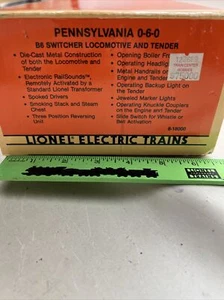 PENNSYLVANIA 0-6-0
B6 SWITCHER LOCOMOTIVE AND TENDER
• Die-Cast Metal Construction
of both the Locomotive and
Tender
• Electronic RailSounds™,
Remotely Activated by a
Standard Lionel Transformer
• Spoked Drivers
• Smoking Stack and Steam
Chest
• Three Position Reversing
Unit
• Opening Boiler Fr
• Operating Headlig
• Metal Handrails on
Engine and Tender
• Operating Backup Light on
the Tender
• Jeweled Marker Lights
• Operating Knuckle Couplers
on the Engine and Tender
• Slide Switch for Whistle or
Bell Activation
LIONEL ELECTRIC TRAINS
6-18000